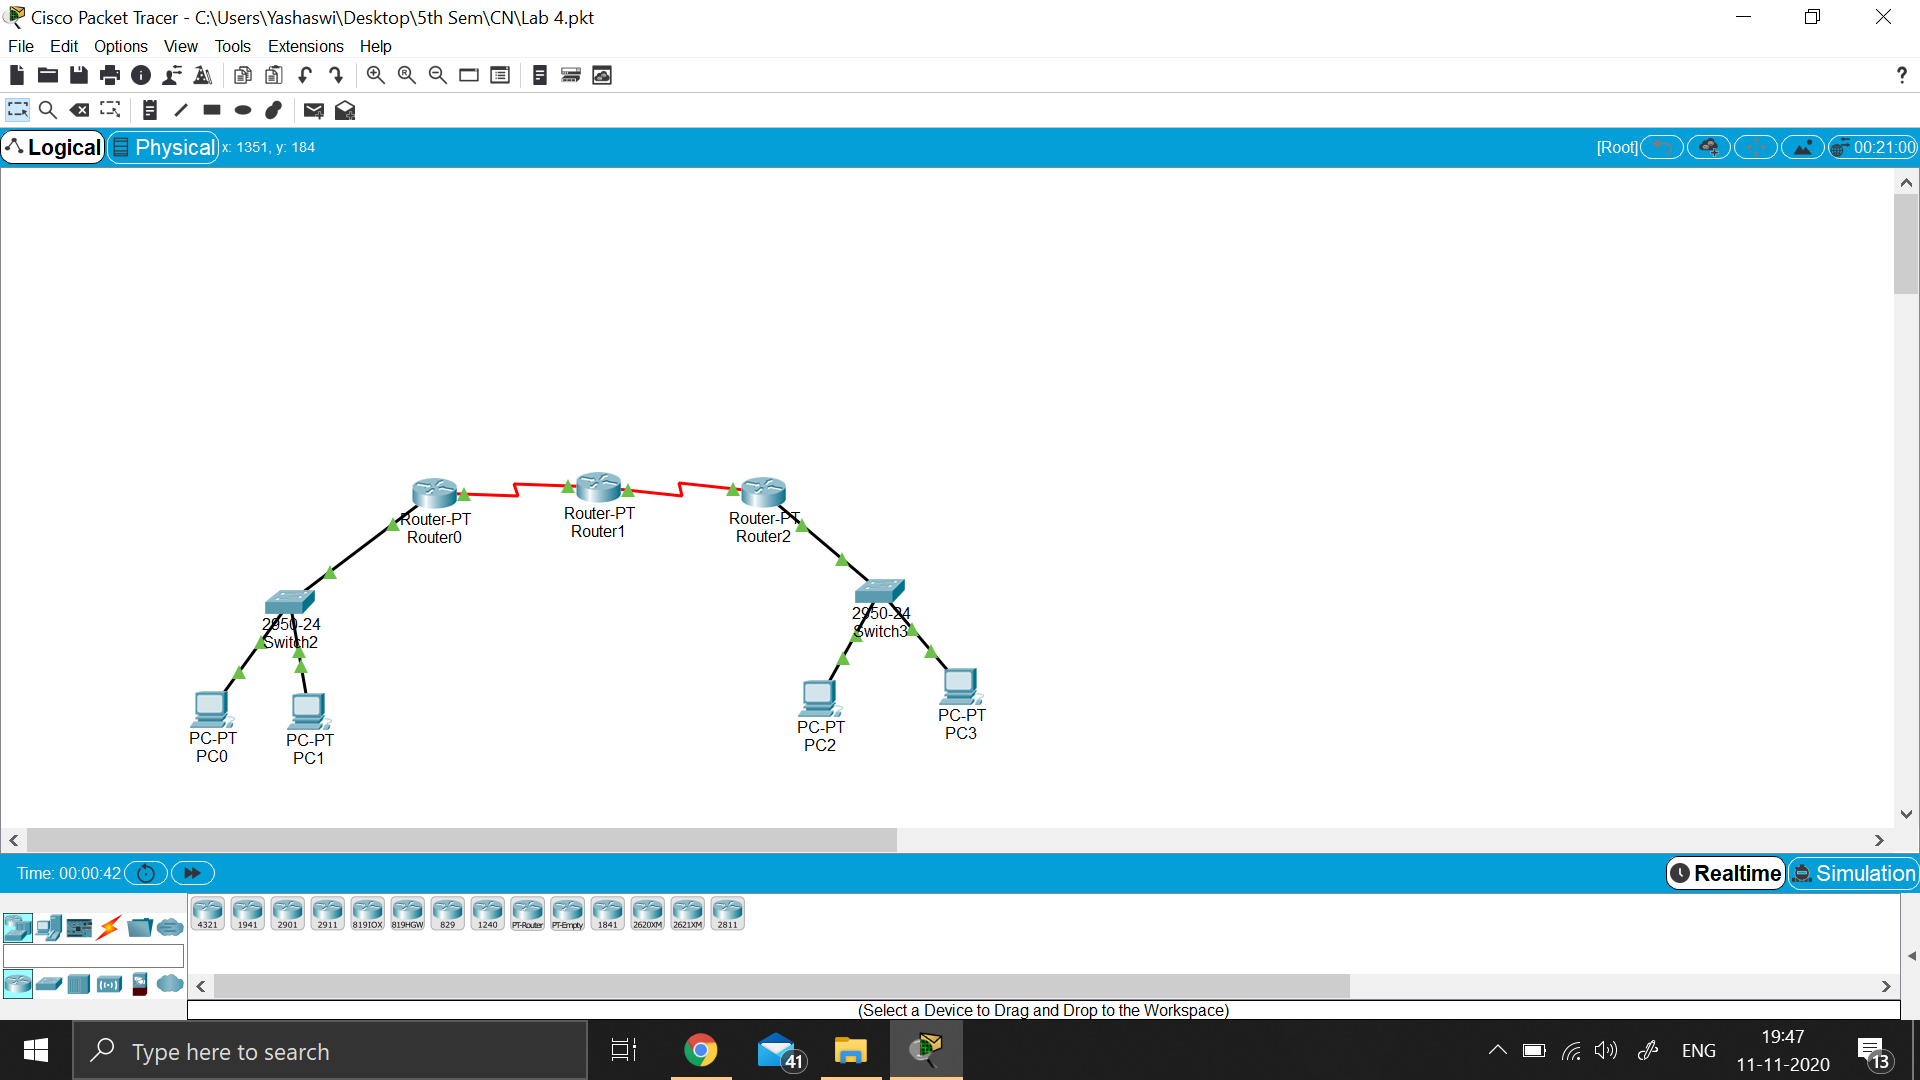 Cisco Packet Tracer - C:\Users\Yashaswi\Desktop\5th Sem\CN\Lab 4.pkt
File Edit Options View Tools Extensions Help
?
Logical Physical x: 1351, y: 184 [Root] 00:21:00
Router-PT
Router0
Router-PT
Router1
Router-PT
Router2
2950-24
Switch2
2950-24
Switch3
PC-PT
PC0
PC-PT
PC1
PC-PT
PC2
PC-PT
PC3
Time: 00:00:42 Realtime Simulation
4321 1941 2901 2911 819IOX 819HGW 829 1240 PT-Router PT-Empty 1841 2620XM 2621XM 2811
(Select a Device to Drag and Drop to the Workspace)
Type here to search 41 ENG 19:47
11-11-2020 13